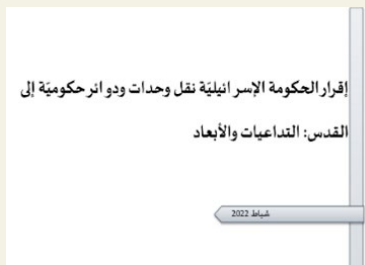 إقرار الحكومة الإسرائيليّة نقل وحدات ودوائر حكوميّة إلى
القدس: التداعيات والأبعاد
شباط 2022